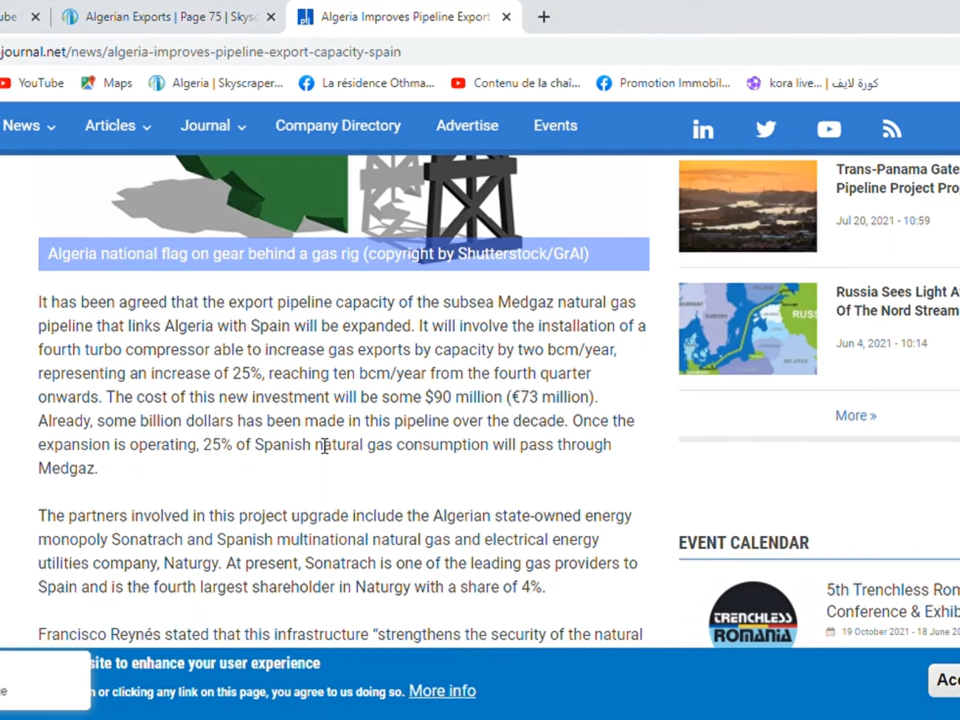 Algerian Exports | Page 75 | Skysc
Algeria Improves Pipeline Export
journal.net/news/algeria-improves-pipeline-export-capacity-spain
YouTube
Maps
Algeria | Skyscraper...
La résidence Othma...
Contenu de la chaî...
Promotion Immobil...
kora live... | كورة لايف
News
Articles
Journal
Company Directory
Advertise
Events
Algeria national flag on gear behind a gas rig (copyright by Shutterstock/GrAl)
It has been agreed that the export pipeline capacity of the subsea Medgaz natural gas
pipeline that links Algeria with Spain will be expanded. It will involve the installation of a
fourth turbo compressor able to increase gas exports by capacity by two bcm/year,
representing an increase of 25%, reaching ten bcm/year from the fourth quarter
onwards. The cost of this new investment will be some $90 million (€73 million).
Already, some billion dollars has been made in this pipeline over the decade. Once the
expansion is operating, 25% of Spanish natural gas consumption will pass through
Medgaz.
The partners involved in this project upgrade include the Algerian state-owned energy
monopoly Sonatrach and Spanish multinational natural gas and electrical energy
utilities company, Naturgy. At present, Sonatrach is one of the leading gas providers to
Spain and is the fourth largest shareholder in Naturgy with a share of 4%.
Francisco Reynés stated that this infrastructure “strengthens the security of the natural
Trans-Panama Gate
Pipeline Project Pro
Jul 20, 2021 - 10:59
Russia Sees Light A
Of The Nord Stream
Jun 4, 2021 - 10:14
More »
EVENT CALENDAR
TRENCHLESS
ROMANIA
5th Trenchless Rom
Conference & Exhib
19 October 2021 - 18 June 20
site to enhance your user experience
or clicking any link on this page, you agree to us doing so. More info
Acc